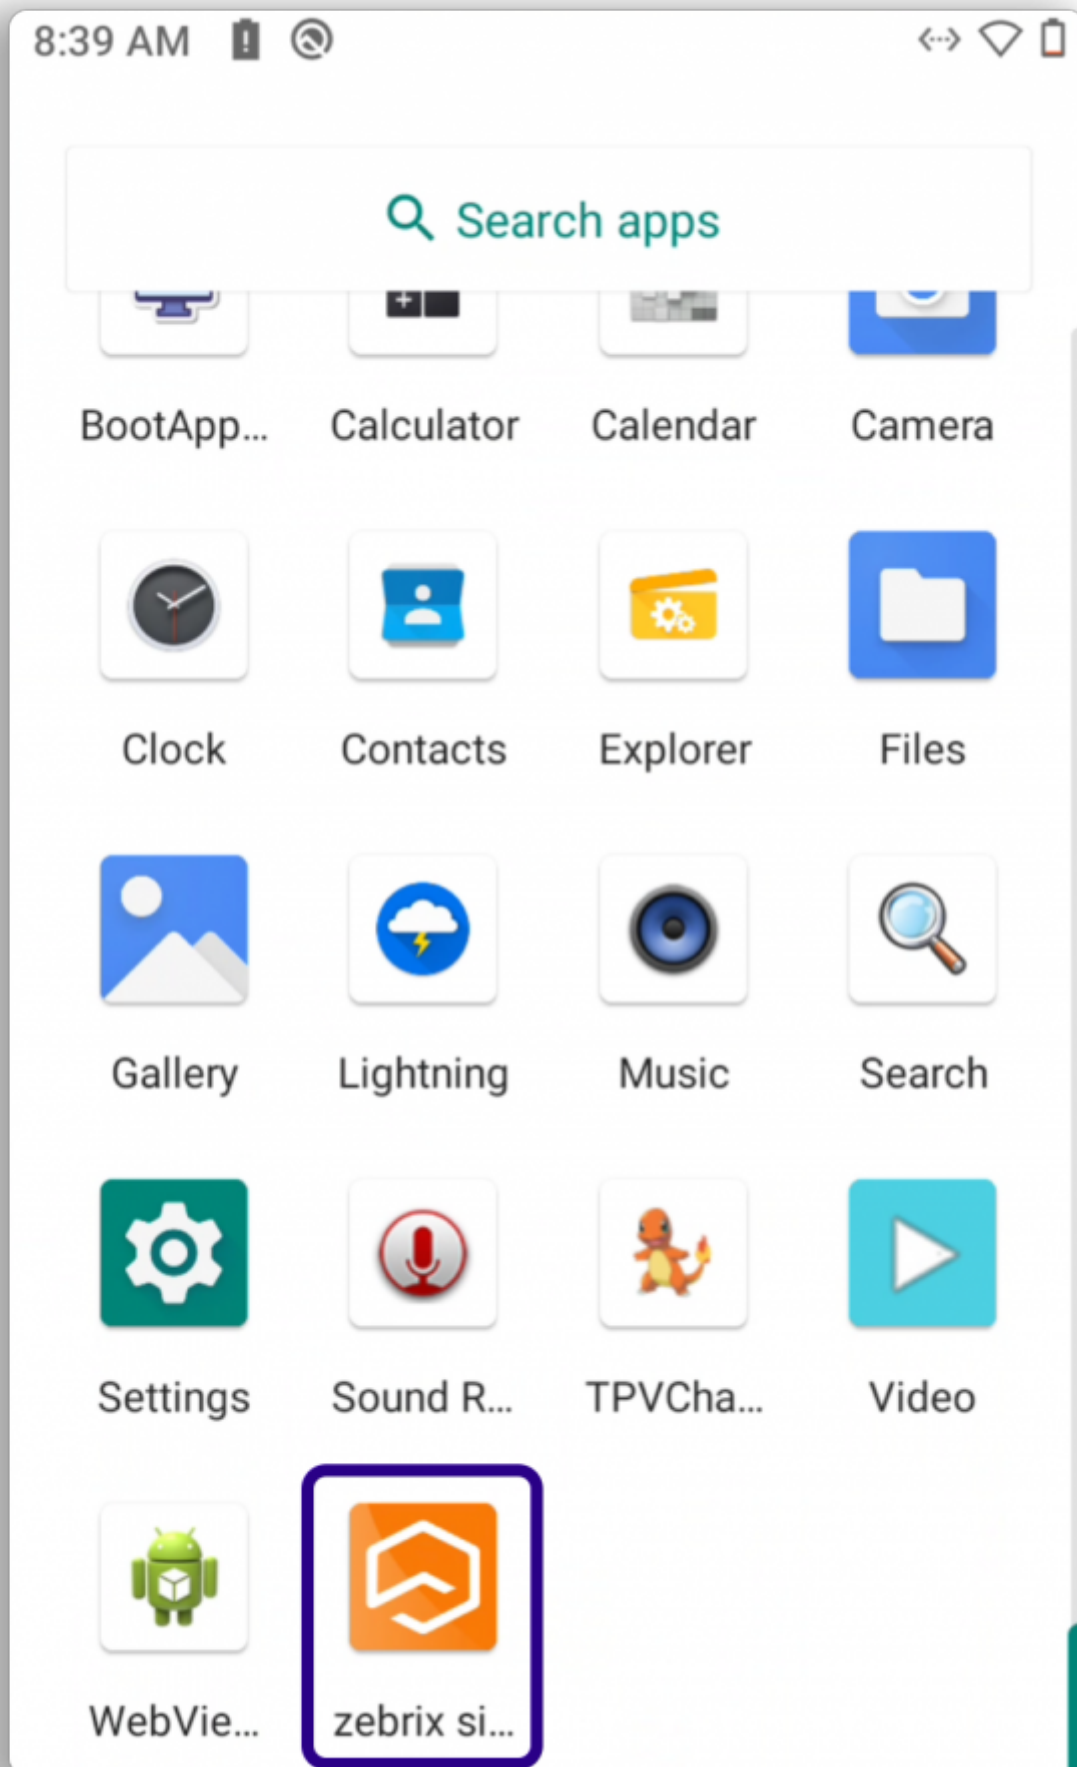 8:39 AM
Search apps
BootApp... Calculator Calendar Camera
Clock Contacts Explorer Files
Gallery Lightning Music Search
Settings Sound R... TPVCha... Video
WebVie... zebrix si...